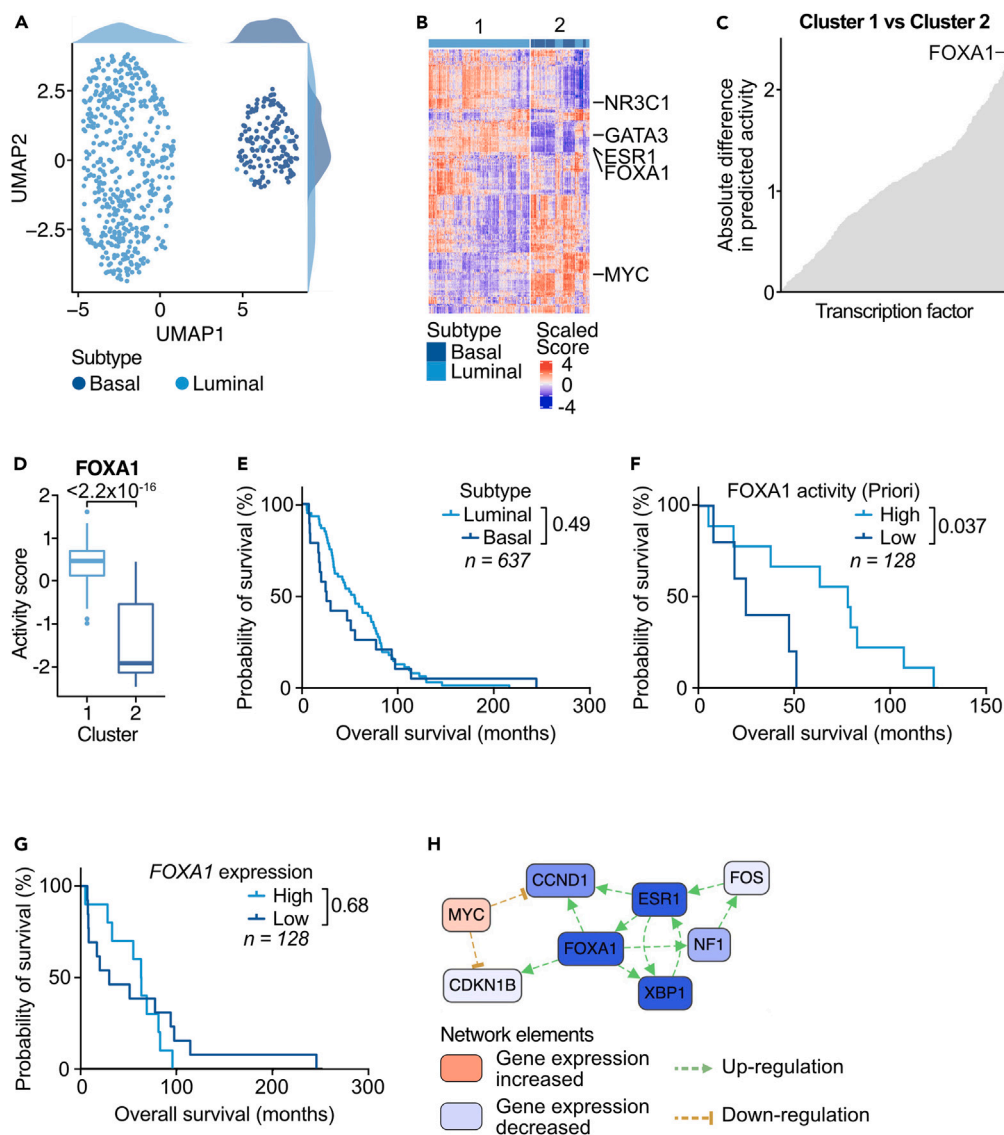 A
UMAP2
2.5
0
−2.5
−5
0
5
UMAP1
Subtype
Basal
Luminal
B
1
2
NR3C1
GATA3
ESR1
FOXA1
MYC
Subtype
Basal
Luminal
Scaled
Score
4
0
-4
C
Cluster 1 vs Cluster 2
FOXA1
Absolute difference
in predicted activity
2
1
0
Transcription factor
D
FOXA1
<2.2x10-16
Activity score
2
1
0
-1
-2
1
2
Cluster
E
Probability of survival (%)
100
50
0
Subtype
Luminal
Basal
0.49
n = 637
0
100
200
300
Overall survival (months)
F
Probability of survival (%)
100
50
0
FOXA1 activity (Priori)
High
Low
0.037
n = 128
0
50
100
150
Overall survival (months)
G
Probability of survival (%)
100
50
0
FOXA1 expression
High
Low
0.68
n = 128
0
100
200
300
Overall survival (months)
H
CCND1
FOS
ESR1
MYC
FOXA1
NF1
CDKN1B
XBP1
Network elements
Gene expression
increased
Up-regulation
Gene expression
decreased
Down-regulation